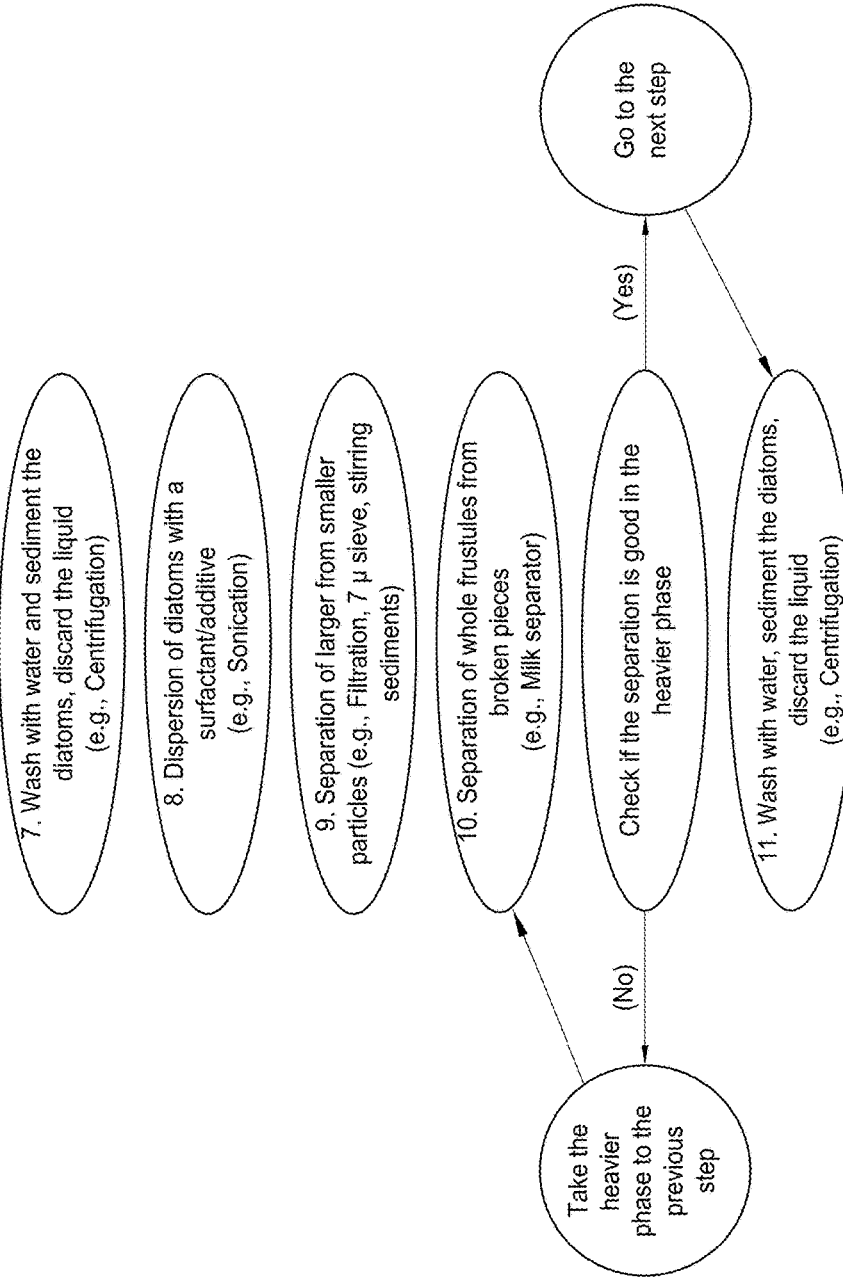 7. Wash with water and sediment the
diatoms, discard the liquid
(e.g., Centrifugation)
8. Dispersion of diatoms with a
surfactant/additive
(e.g., Sonication)
9. Separation of larger from smaller
particles (e.g., Filtration, 7 µ sieve, stirring
sediments)
10. Separation of whole frustules from
broken pieces
(e.g., Milk separator)
Take the
heavier
phase to the
previous
step
(No)
Check if the separation is good in the
heavier phase
(Yes)
Go to the
next step
11. Wash with water, sediment the diatoms,
discard the liquid
(e.g., Centrifugation)